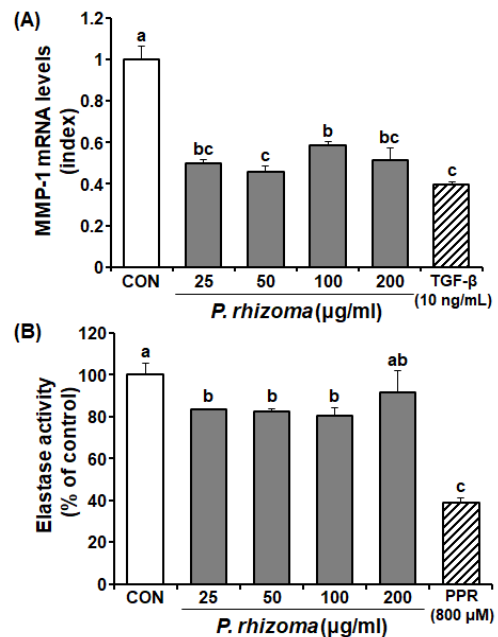 (A)
MMP-1 mRNA levels
(index)
1.2
1
0.8
0.6
0.4
0.2
0
a
bc
c
b
bc
c
CON 25 50 100 200 TGF-β
P. rhizoma (µg/ml) (10 ng/mL)
(B)
Elastase activity
(% of control)
120
100
80
60
40
20
0
a
b
b
b
ab
c
CON 25 50 100 200 PPR
P. rhizoma (µg/ml) (800 µM)